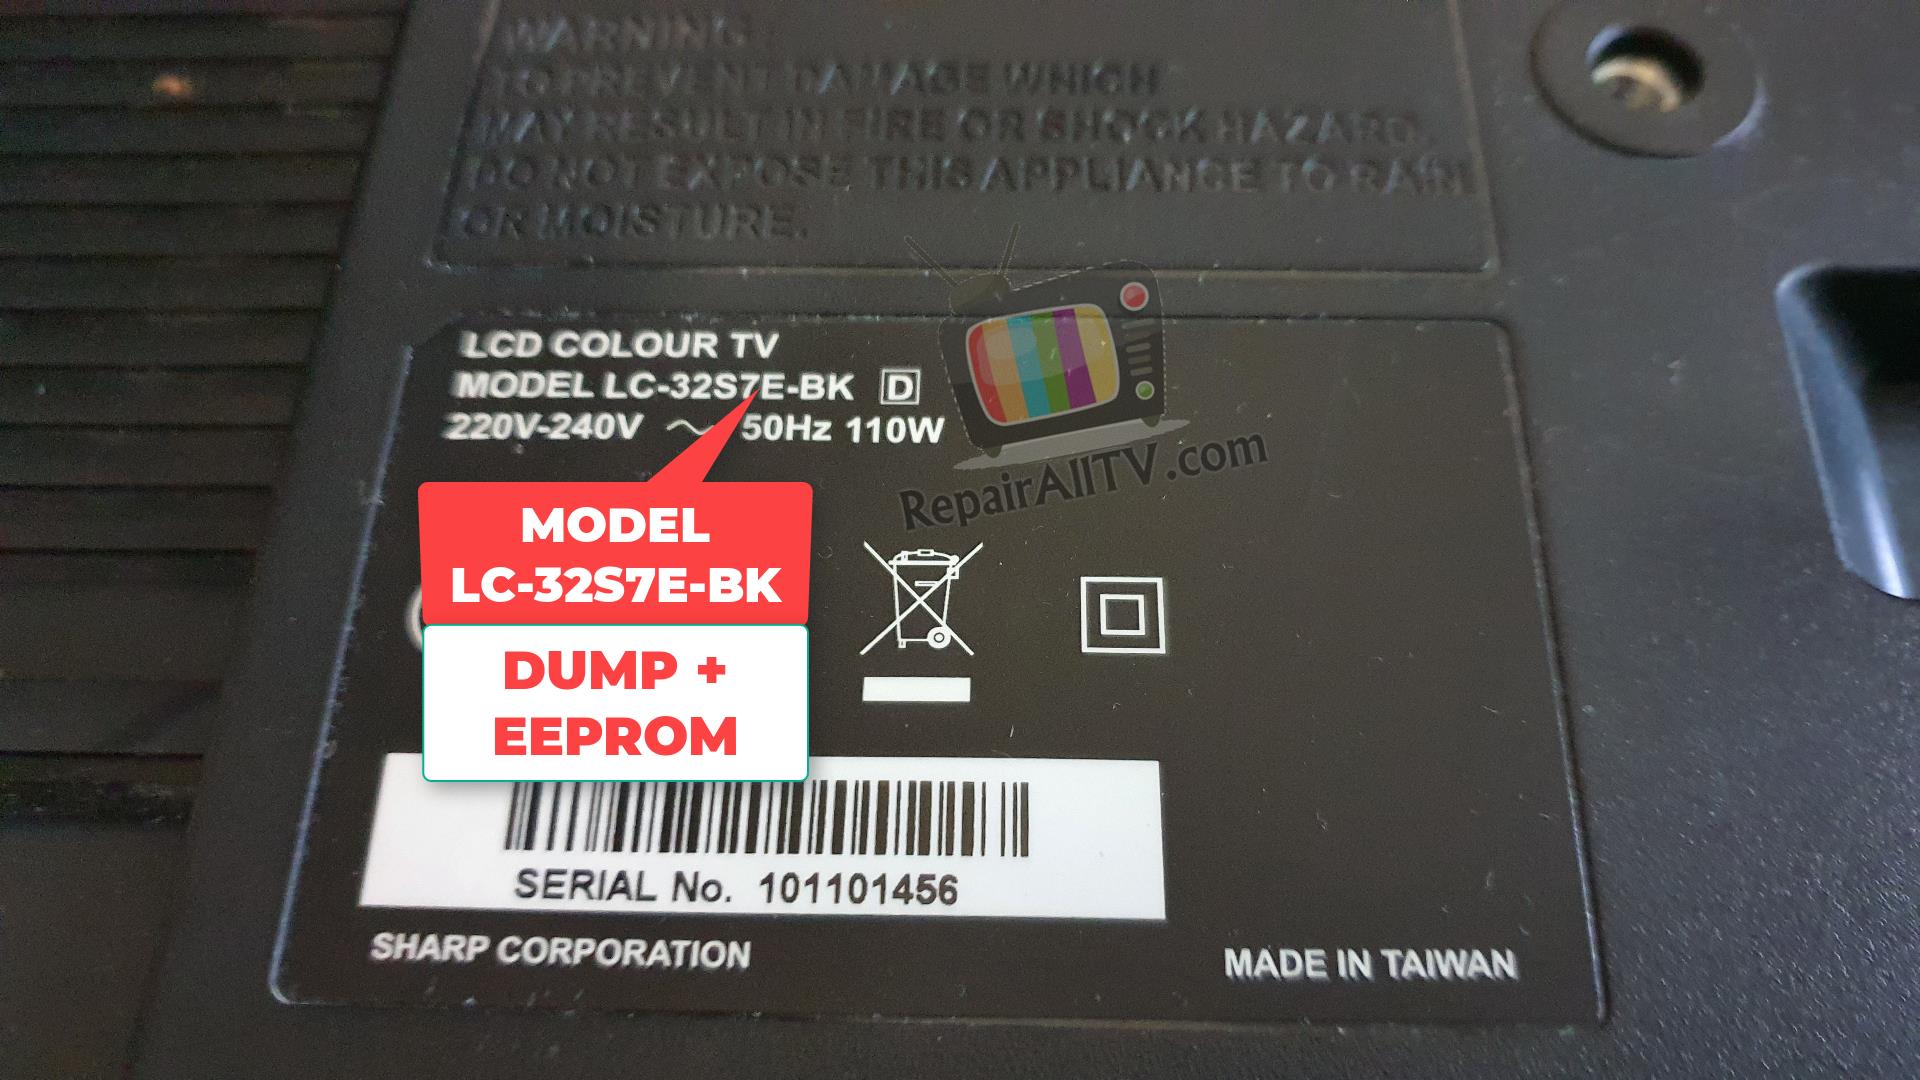 WARNING:
TO PREVENT DAMAGE WHICH
MAY RESULT IN FIRE OR SHOCK HAZARD,
DO NOT EXPOSE THIS APPLIANCE TO RAIN
OR MOISTURE.
LCD COLOUR TV
MODEL LC-32S7E-BK D
220V-240V ~ 50Hz 110W
RepairAllTV.com
MODEL
LC-32S7E-BK
DUMP +
EEPROM
SERIAL No. 101101456
SHARP CORPORATION
MADE IN TAIWAN